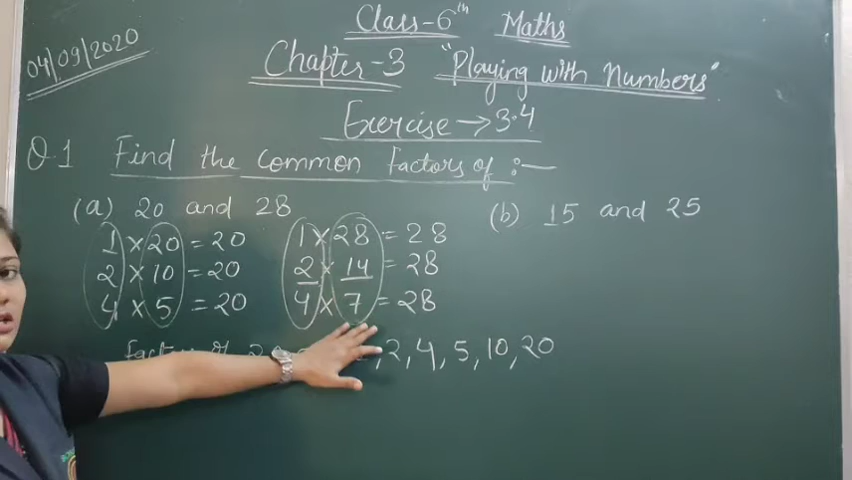 04/09/2020
Class-6th Maths
Chapter-3 "Playing with Numbers"
Exercise → 3.4
Q.1 Find the common factors of :—
(a) 20 and 28
1 × 20 = 20
2 × 10 = 20
4 × 5 = 20
1 × 28 = 28
2 × 14 = 28
4 × 7 = 28
(b) 15 and 25
, 2, 4, 5, 10, 20